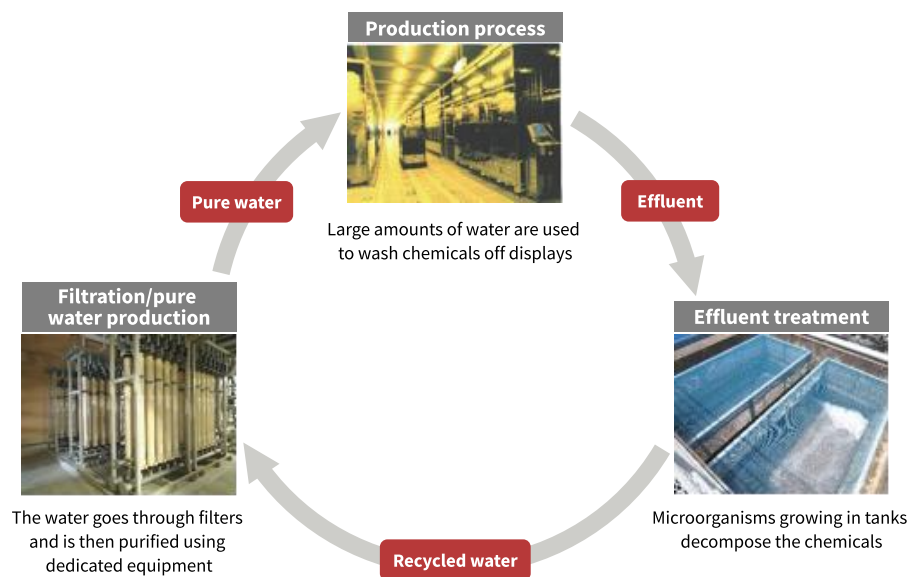 Production process
Large amounts of water are used
to wash chemicals off displays
Effluent
Effluent treatment
Microorganisms growing in tanks
decompose the chemicals
Recycled water
Filtration/pure
water production
The water goes through filters
and is then purified using
dedicated equipment
Pure water